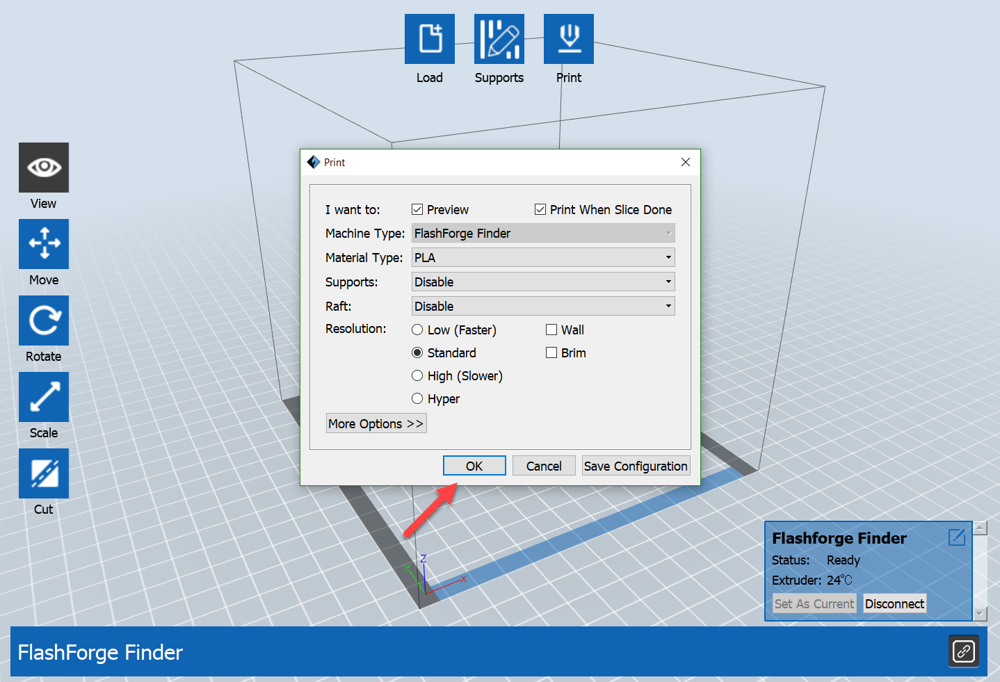 Load
Supports
Print
View
Move
Rotate
Scale
Cut
Print
I want to: Preview Print When Slice Done
Machine Type: FlashForge Finder
Material Type: PLA
Supports: Disable
Raft: Disable
Resolution: Low (Faster) Wall
Standard Brim
High (Slower)
Hyper
More Options >>
OK Cancel Save Configuration
Z
Y
X
Flashforge Finder
Status: Ready
Extruder: 24℃
Set As Current Disconnect
FlashForge Finder